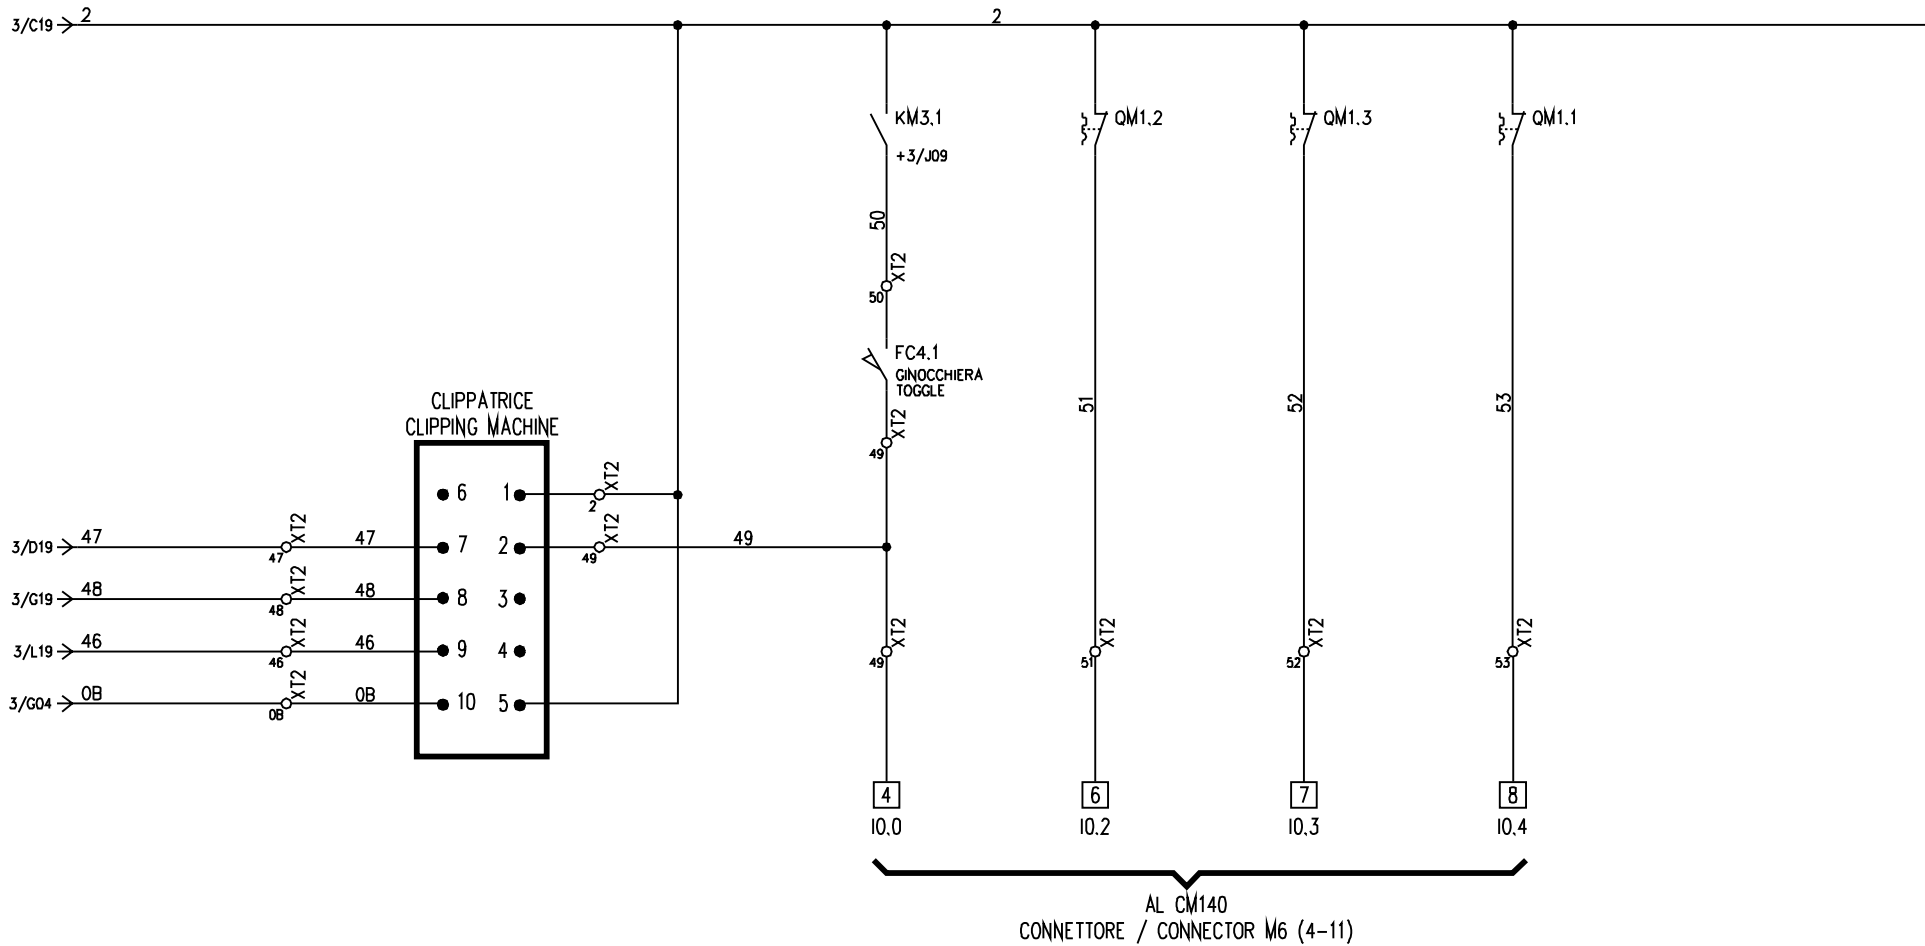 3/C19
2
2
KM3.1
QM1.2
QM1.3
QM1.1
+3/J09
50
XT2
50
FC4.1
GINOCCHIERA
TOGGLE
51
52
53
CLIPPATRICE
CLIPPING MACHINE
XT2
49
6
1
XT2
2
3/D19
47
XT2
47
47
7
2
XT2
49
49
3/G19
48
XT2
48
48
8
3
3/L19
46
XT2
46
46
9
4
XT2
49
XT2
51
XT2
52
XT2
53
3/G04
0B
XT2
0B
0B
10
5
4
6
7
8
I0.0
I0.2
I0.3
I0.4
AL CM140
CONNETTORE / CONNECTOR M6 (4-11)